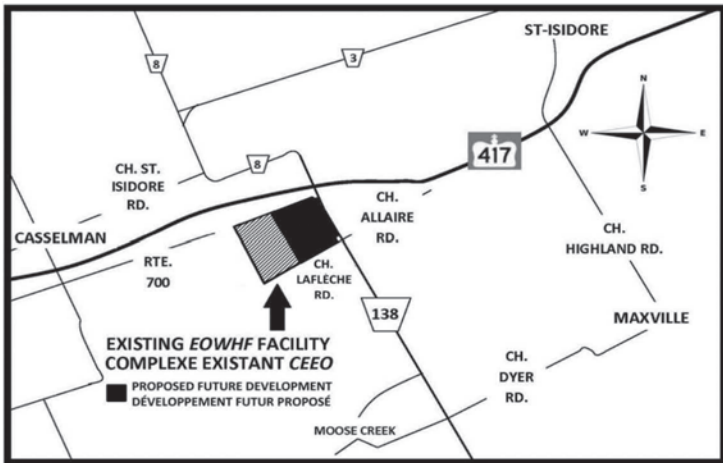 ST-ISIDORE
8
3
N
W
E
S
417
8
CH. ST.
ISIDORE
RD.
CH.
ALLAIRE
RD.
CH.
HIGHLAND RD.
CASSELMAN
RTE.
700
CH.
LAFLÈCHE
RD.
138
MAXVILLE
EXISTING EOWHF FACILITY
COMPLEXE EXISTANT CEEO
PROPOSED FUTURE DEVELOPMENT
DÉVELOPPEMENT FUTUR PROPOSÉ
CH.
DYER
RD.
MOOSE CREEK